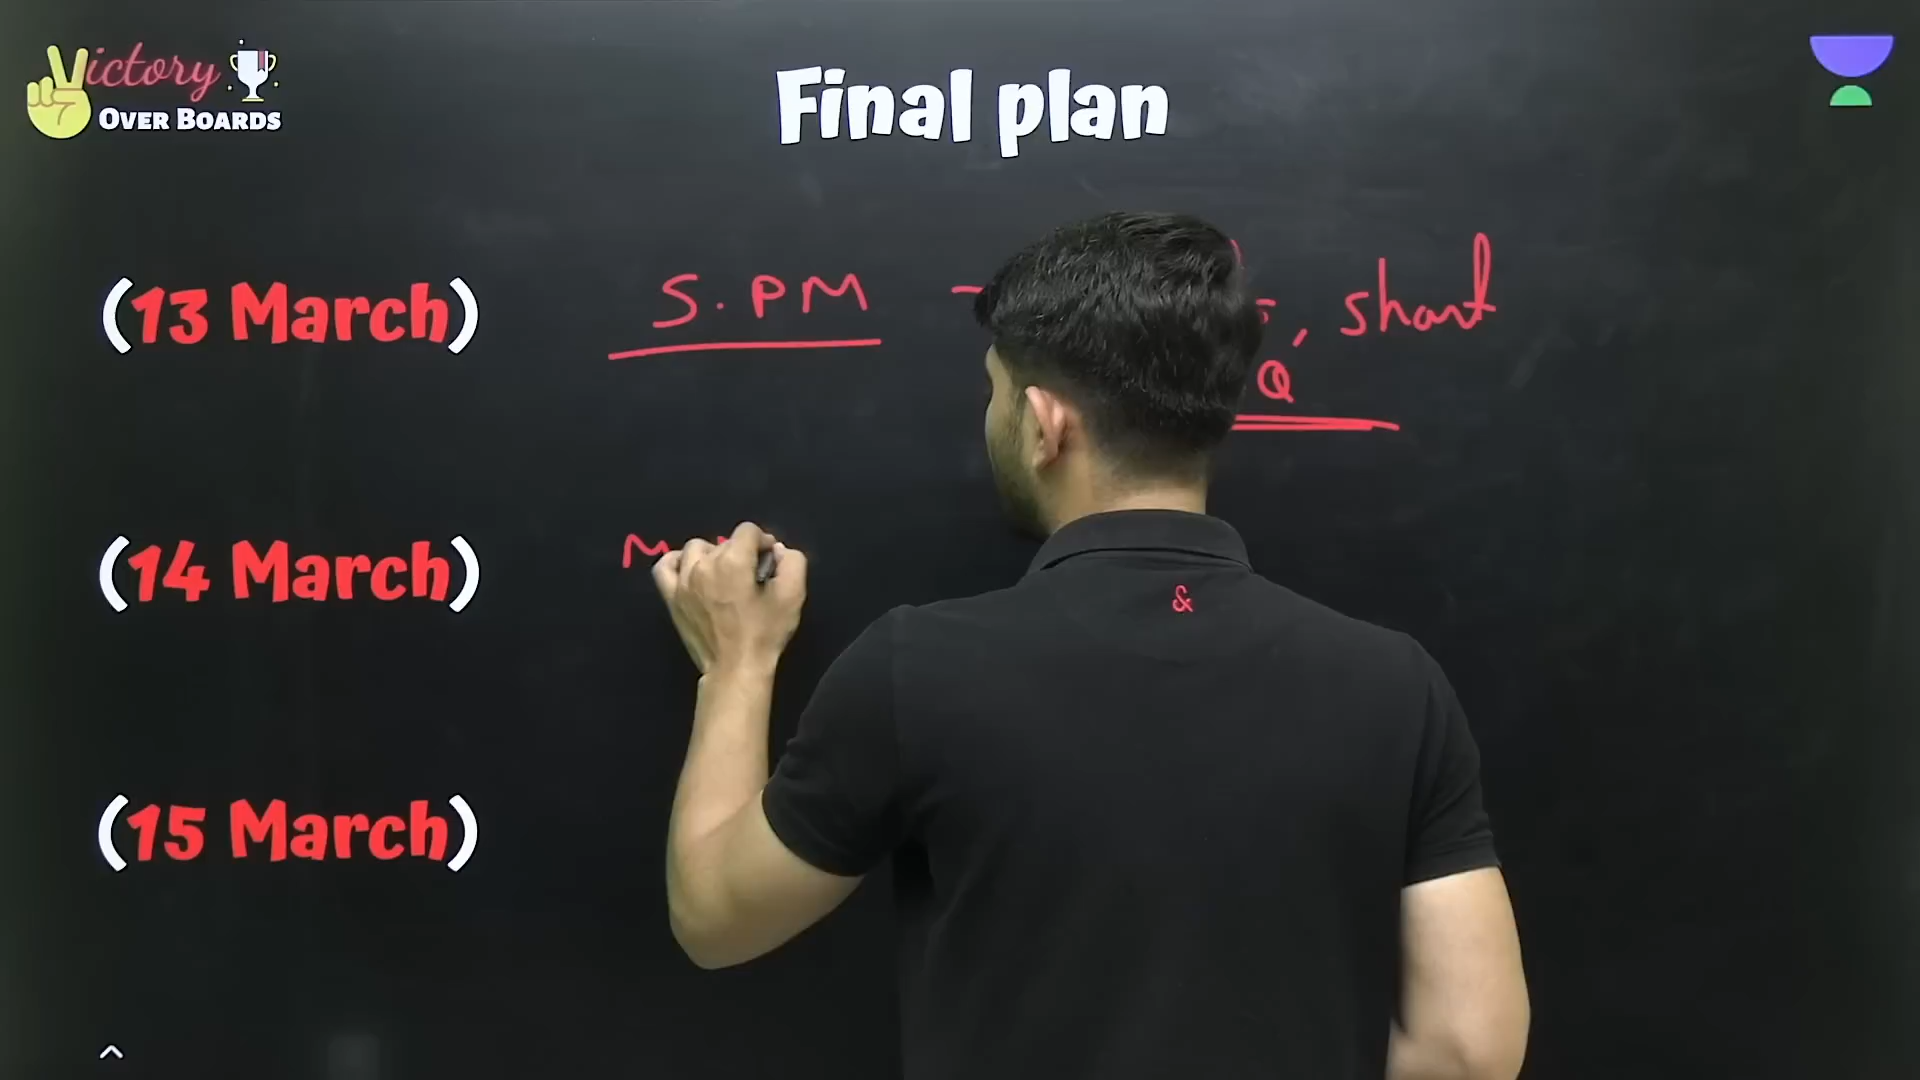 Victory
OVER BOARDS
Final plan
(13 March)
S.PM -
, short
Q
(14 March)
M
&
(15 March)